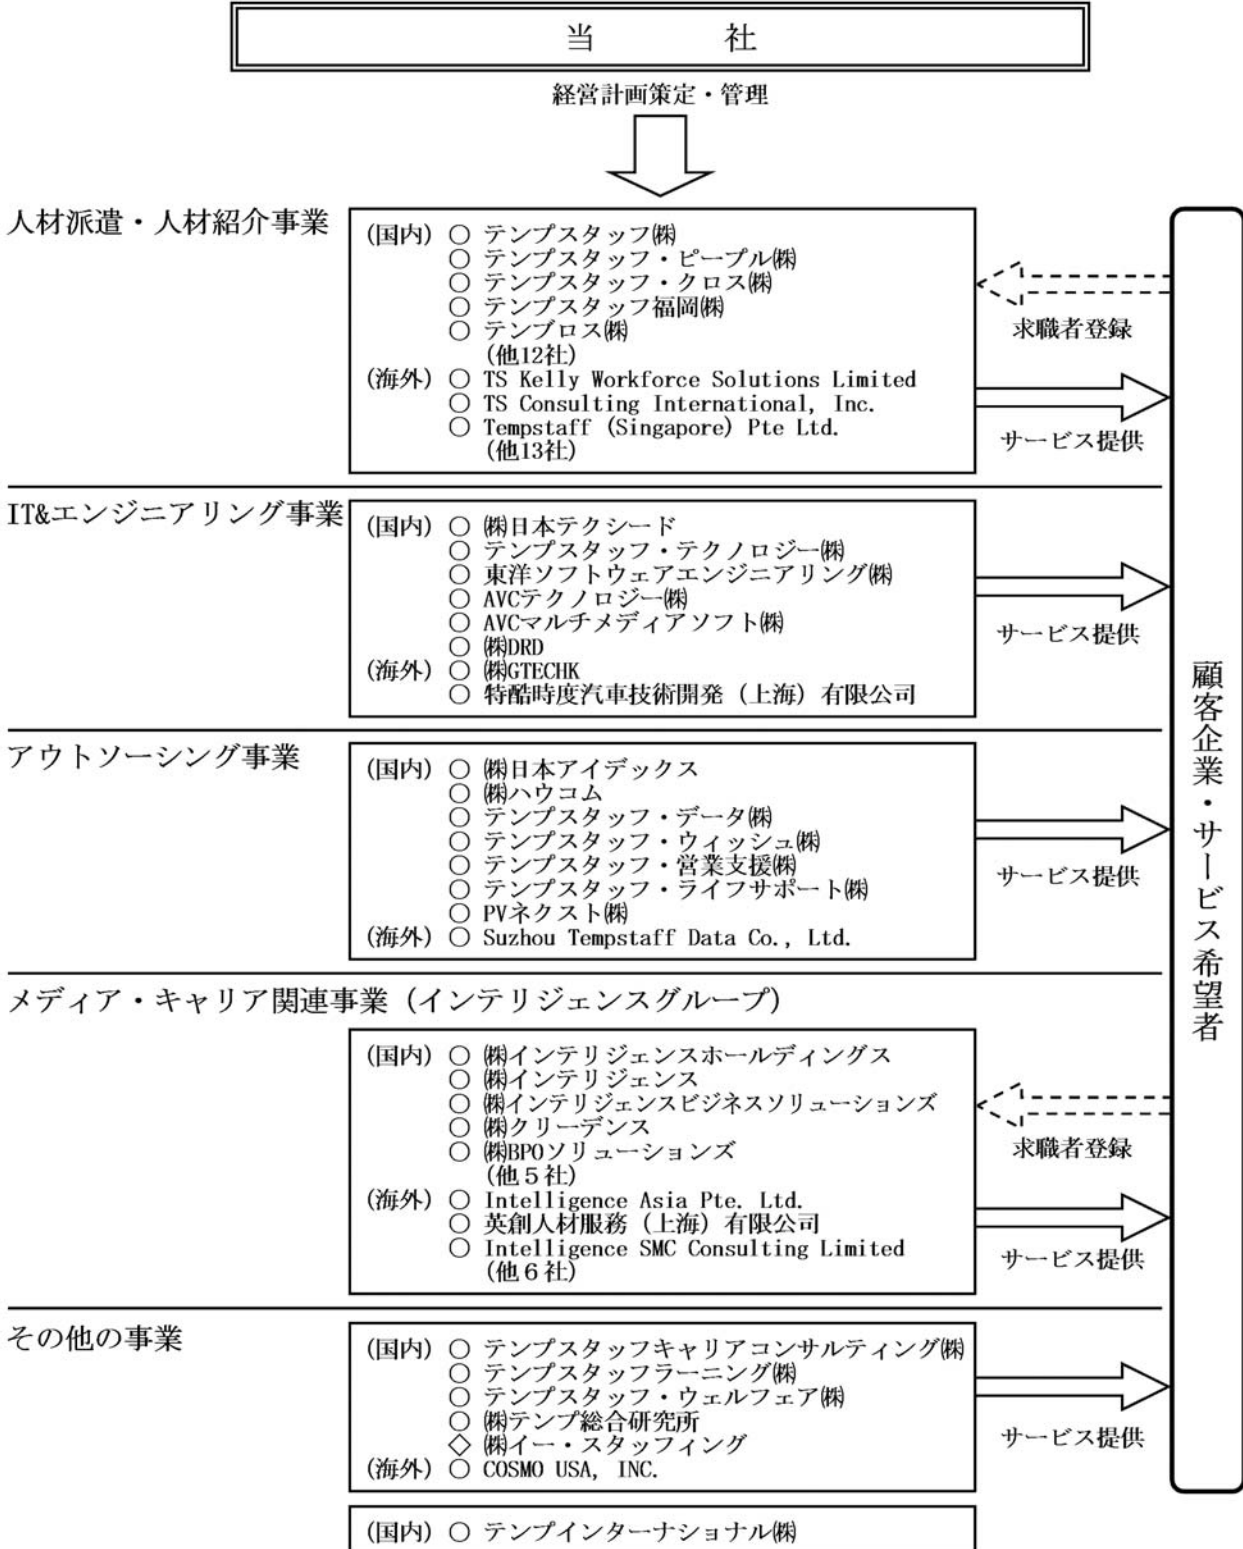 当 社
経営計画策定・管理
人材派遣・人材紹介事業
(国内) ○ テンプスタッフ㈱
○ テンプスタッフ・ピープル㈱
○ テンプスタッフ・クロス㈱
○ テンプスタッフ福岡㈱
○ テンプロス㈱
(他12社)
(海外) ○ TS Kelly Workforce Solutions Limited
○ TS Consulting International, Inc.
○ Tempstaff (Singapore) Pte Ltd.
(他13社)
求職者登録
サービス提供
IT&エンジニアリング事業
(国内) ○ ㈱日本テクシード
○ テンプスタッフ・テクノロジー㈱
○ 東洋ソフトウェアエンジニアリング㈱
○ AVCテクノロジー㈱
○ AVCマルチメディアソフト㈱
○ ㈱DRD
(海外) ○ ㈱GTECHK
○ 特酷時度汽車技術開発（上海）有限公司
サービス提供
アウトソーシング事業
(国内) ○ ㈱日本アイデックス
○ ㈱ハウコム
○ テンプスタッフ・データ㈱
○ テンプスタッフ・ウィッシュ㈱
○ テンプスタッフ・営業支援㈱
○ テンプスタッフ・ライフサポート㈱
○ PVネクスト㈱
(海外) ○ Suzhou Tempstaff Data Co., Ltd.
サービス提供
メディア・キャリア関連事業（インテリジェンスグループ）
(国内) ○ ㈱インテリジェンスホールディングス
○ ㈱インテリジェンス
○ ㈱インテリジェンスビジネスソリューションズ
○ ㈱クリーデンス
○ ㈱BPOソリューションズ
(他５社)
(海外) ○ Intelligence Asia Pte. Ltd.
○ 英創人材服務（上海）有限公司
○ Intelligence SMC Consulting Limited
(他６社)
求職者登録
サービス提供
その他の事業
(国内) ○ テンプスタッフキャリアコンサルティング㈱
○ テンプスタッフラーニング㈱
○ テンプスタッフ・ウェルフェア㈱
○ ㈱テンプ総合研究所
◇ ㈱イー・スタッフィング
(海外) ○ COSMO USA, INC.
サービス提供
(国内) ○ テンプインターナショナル㈱
顧客企業・サービス希望者